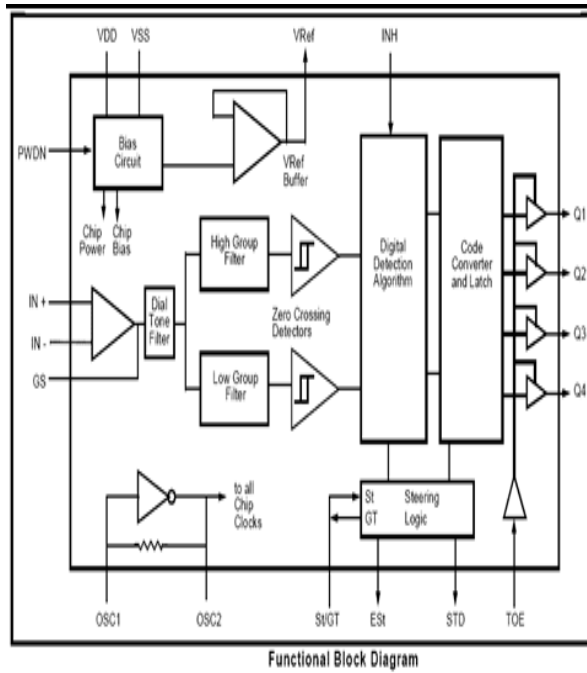 VDD VSS VRef INH
PWDN
Bias
Circuit
VRef
Buffer
Chip
Power
Chip
Bias
High Group
Filter
Digital
Detection
Algorithm
Code
Converter
and Latch
Q1
Q2
Q3
Q4
IN +
IN -
GS
Dial
Tone
Filter
Zero Crossing
Detectors
Low Group
Filter
to all
Chip
Clocks
St Steering
GT Logic
OSC1 OSC2 St/GT ESt STD TOE
Functional Block Diagram